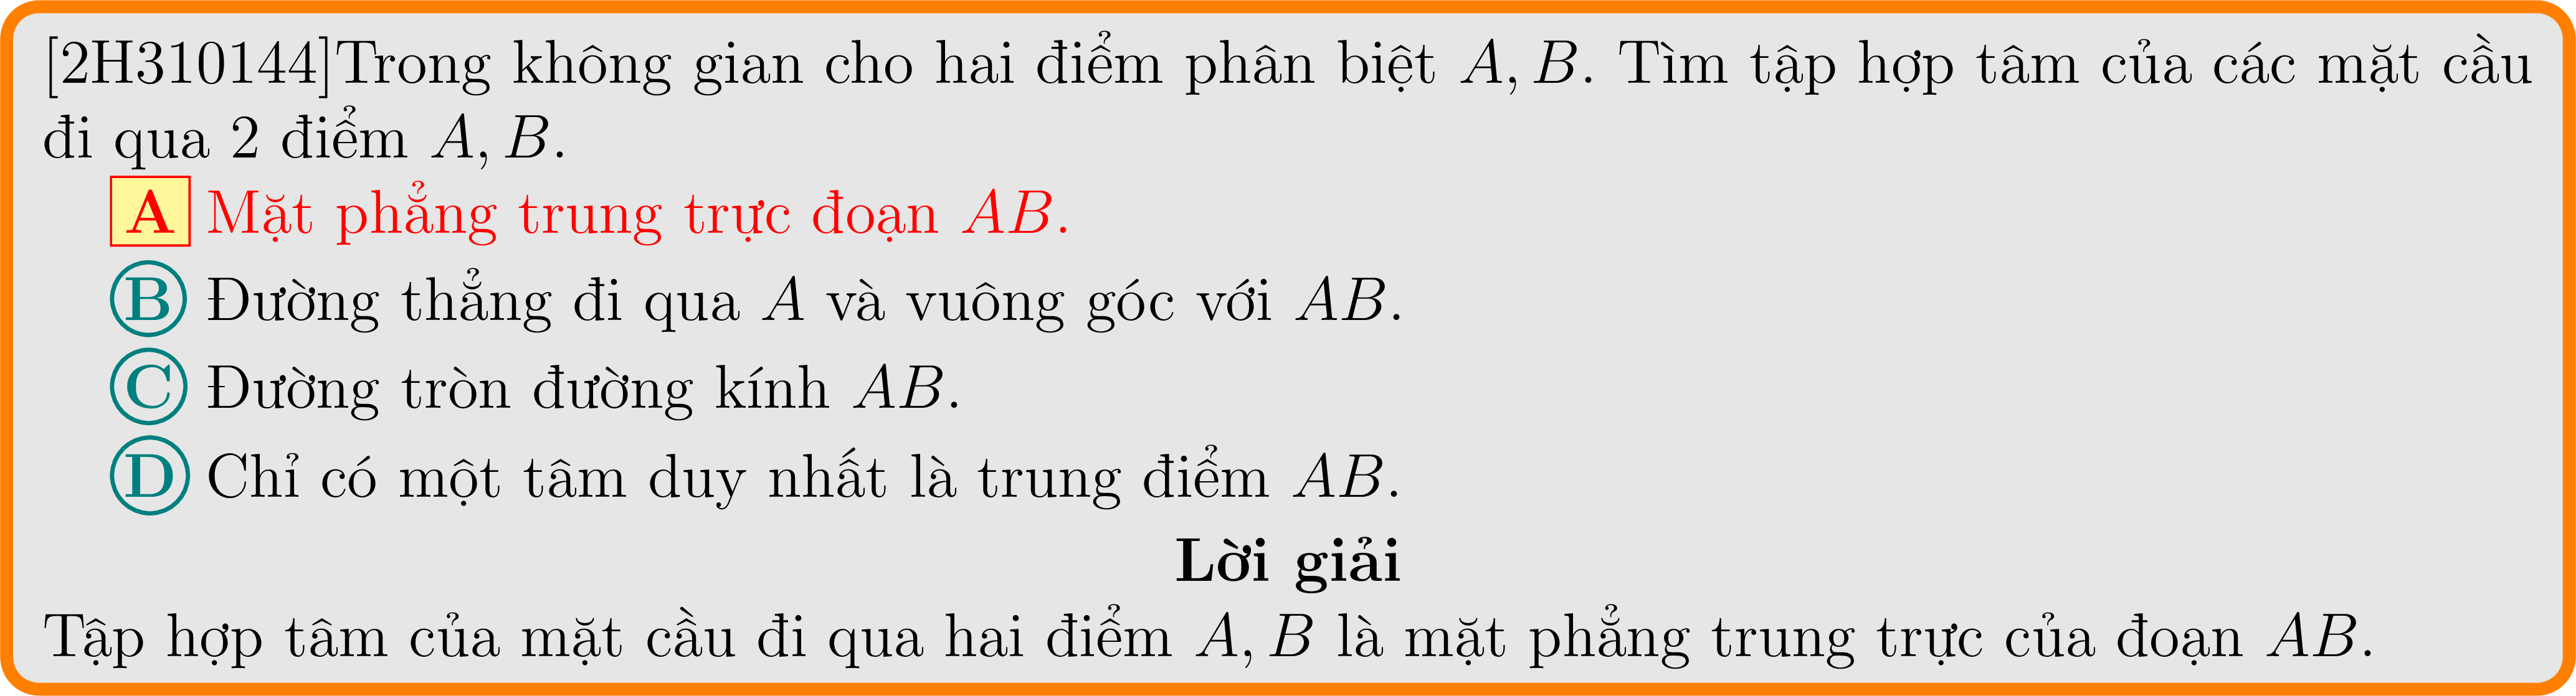 [2H310144]Trong không gian cho hai điểm phân biệt A, B. Tìm tập hợp tâm của các mặt cầu
đi qua 2 điểm A, B.
A Mặt phẳng trung trực đoạn AB.
B Đường thẳng đi qua A và vuông góc với AB.
C Đường tròn đường kính AB.
D Chỉ có một tâm duy nhất là trung điểm AB.
Lời giải
Tập hợp tâm của mặt cầu đi qua hai điểm A, B là mặt phẳng trung trực của đoạn AB.